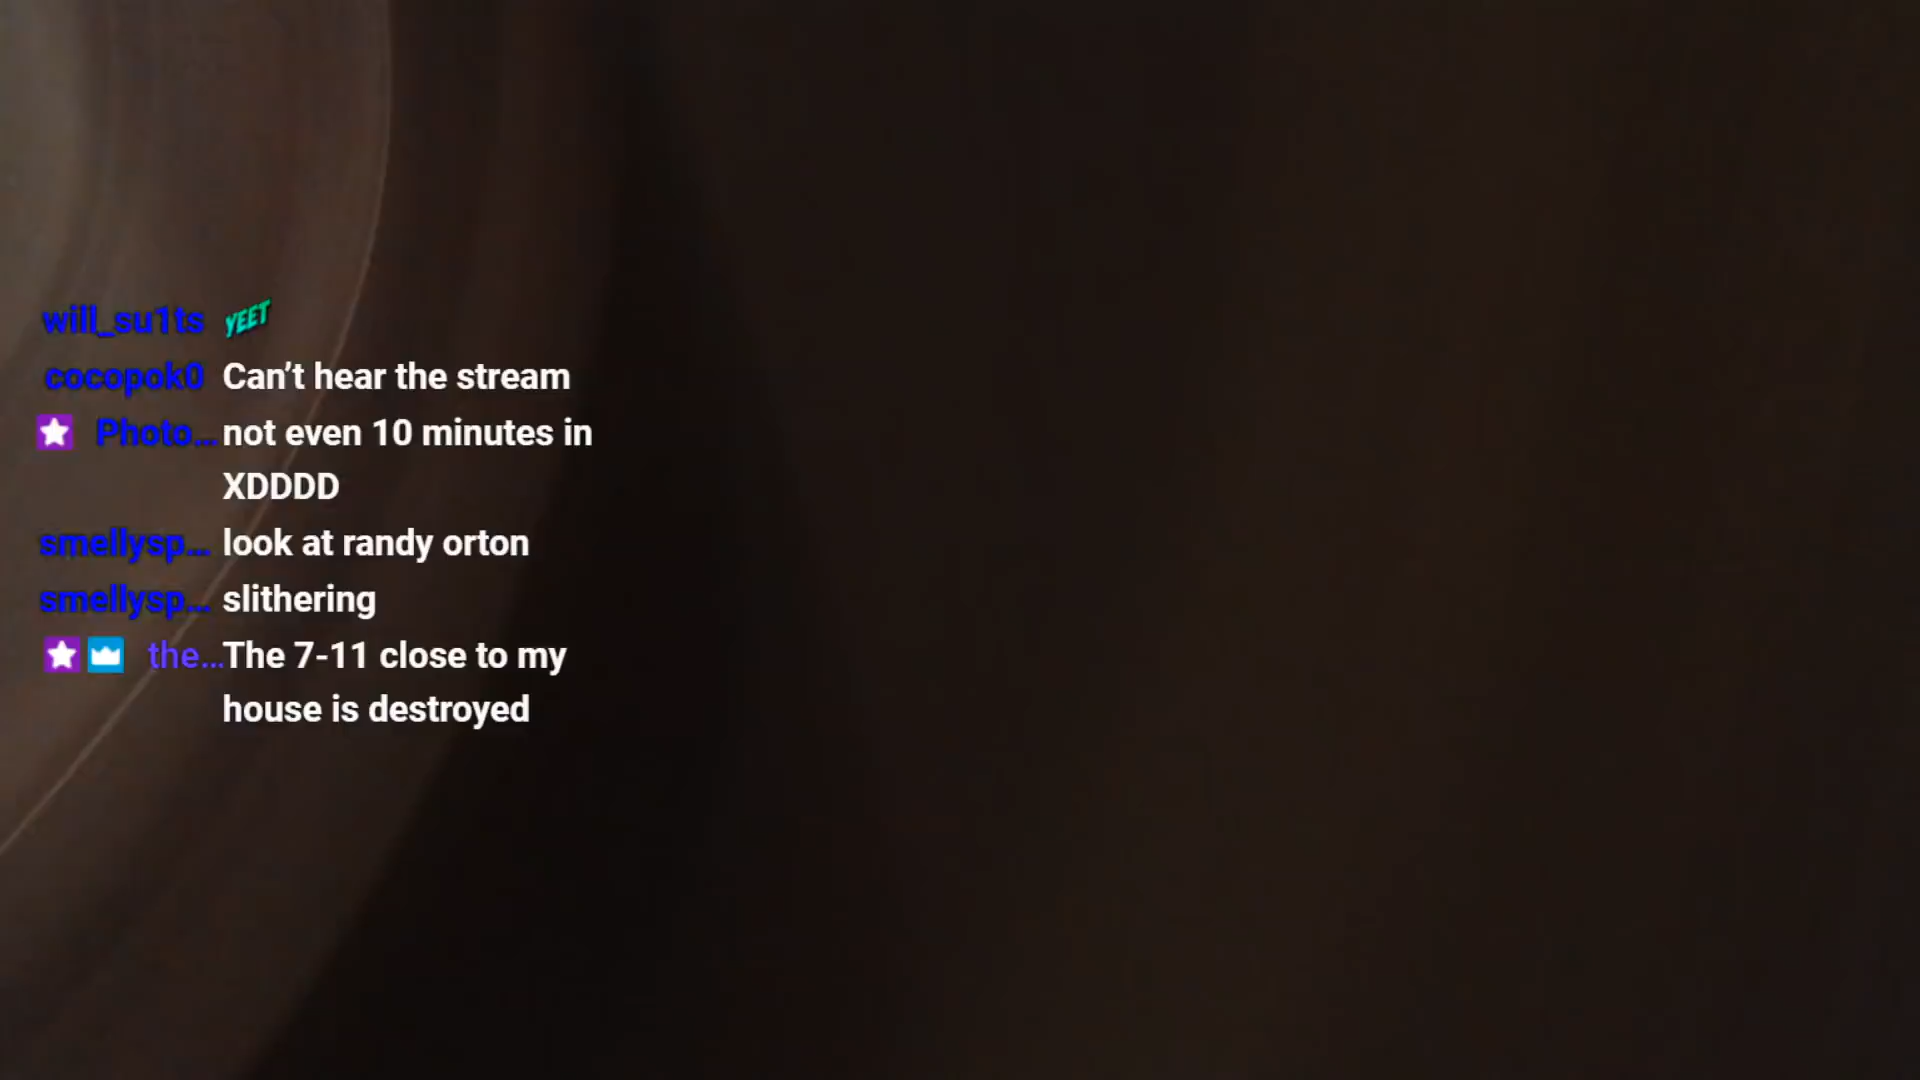 will_su1ts YEET
cocopok0 Can’t hear the stream
Photo... not even 10 minutes in
XDDDD
smellysp... look at randy orton
smellysp... slithering
the... The 7-11 close to my
house is destroyed